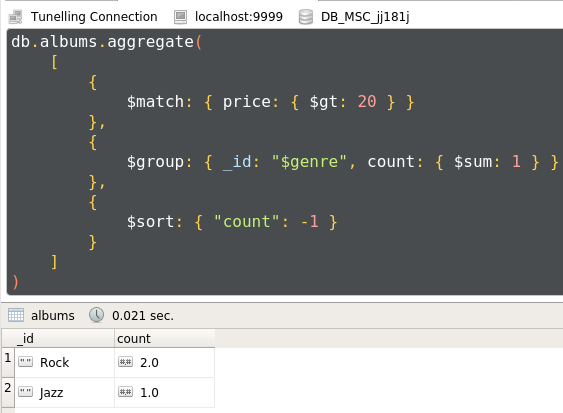 Tunelling Connection localhost:9999 DB_MSC_jj181j
db.albums.aggregate(
[
{
$match: { price: { $gt: 20 } }
},
{
$group: { _id: "$genre", count: { $sum: 1 } }
},
{
$sort: { "count": -1 }
}
]
)
albums 0.021 sec.
_id count
1 "" Rock ## 2.0
2 "" Jazz ## 1.0